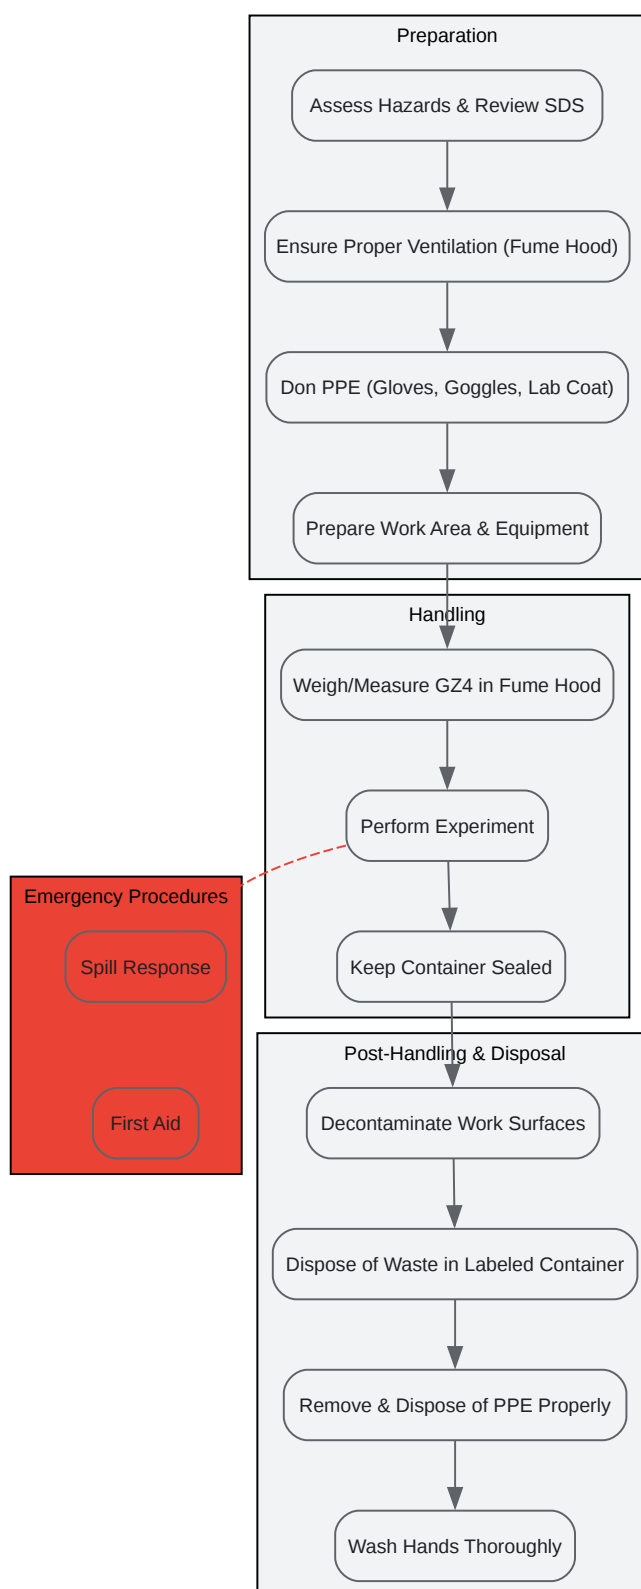 Preparation
Assess Hazards & Review SDS
Ensure Proper Ventilation (Fume Hood)
Don PPE (Gloves, Goggles, Lab Coat)
Prepare Work Area & Equipment
Handling
Weigh/Measure GZ4 in Fume Hood
Perform Experiment
Emergency Procedures
Spill Response
Keep Container Sealed
Post-Handling & Disposal
First Aid
Decontaminate Work Surfaces
Dispose of Waste in Labeled Container
Remove & Dispose of PPE Properly
Wash Hands Thoroughly